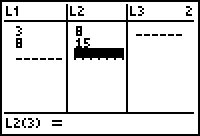 L1 L2 L3 2
3 8 ------
8 15
------
L2(3) =